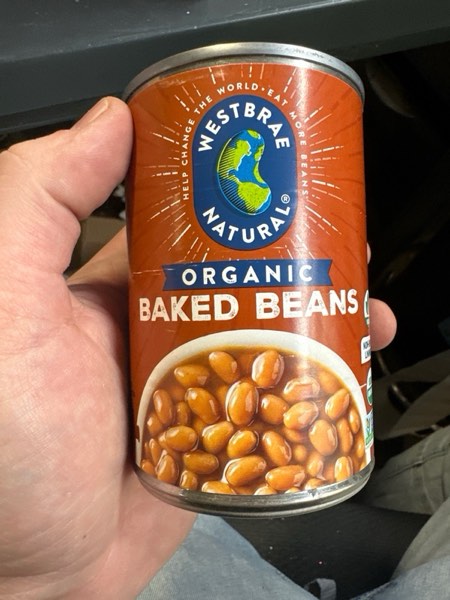 HELP CHANGE THE WORLD-EAT MORE BEANS
WESTBRAE
NATURAL®
ORGANIC
BAKED BEANS